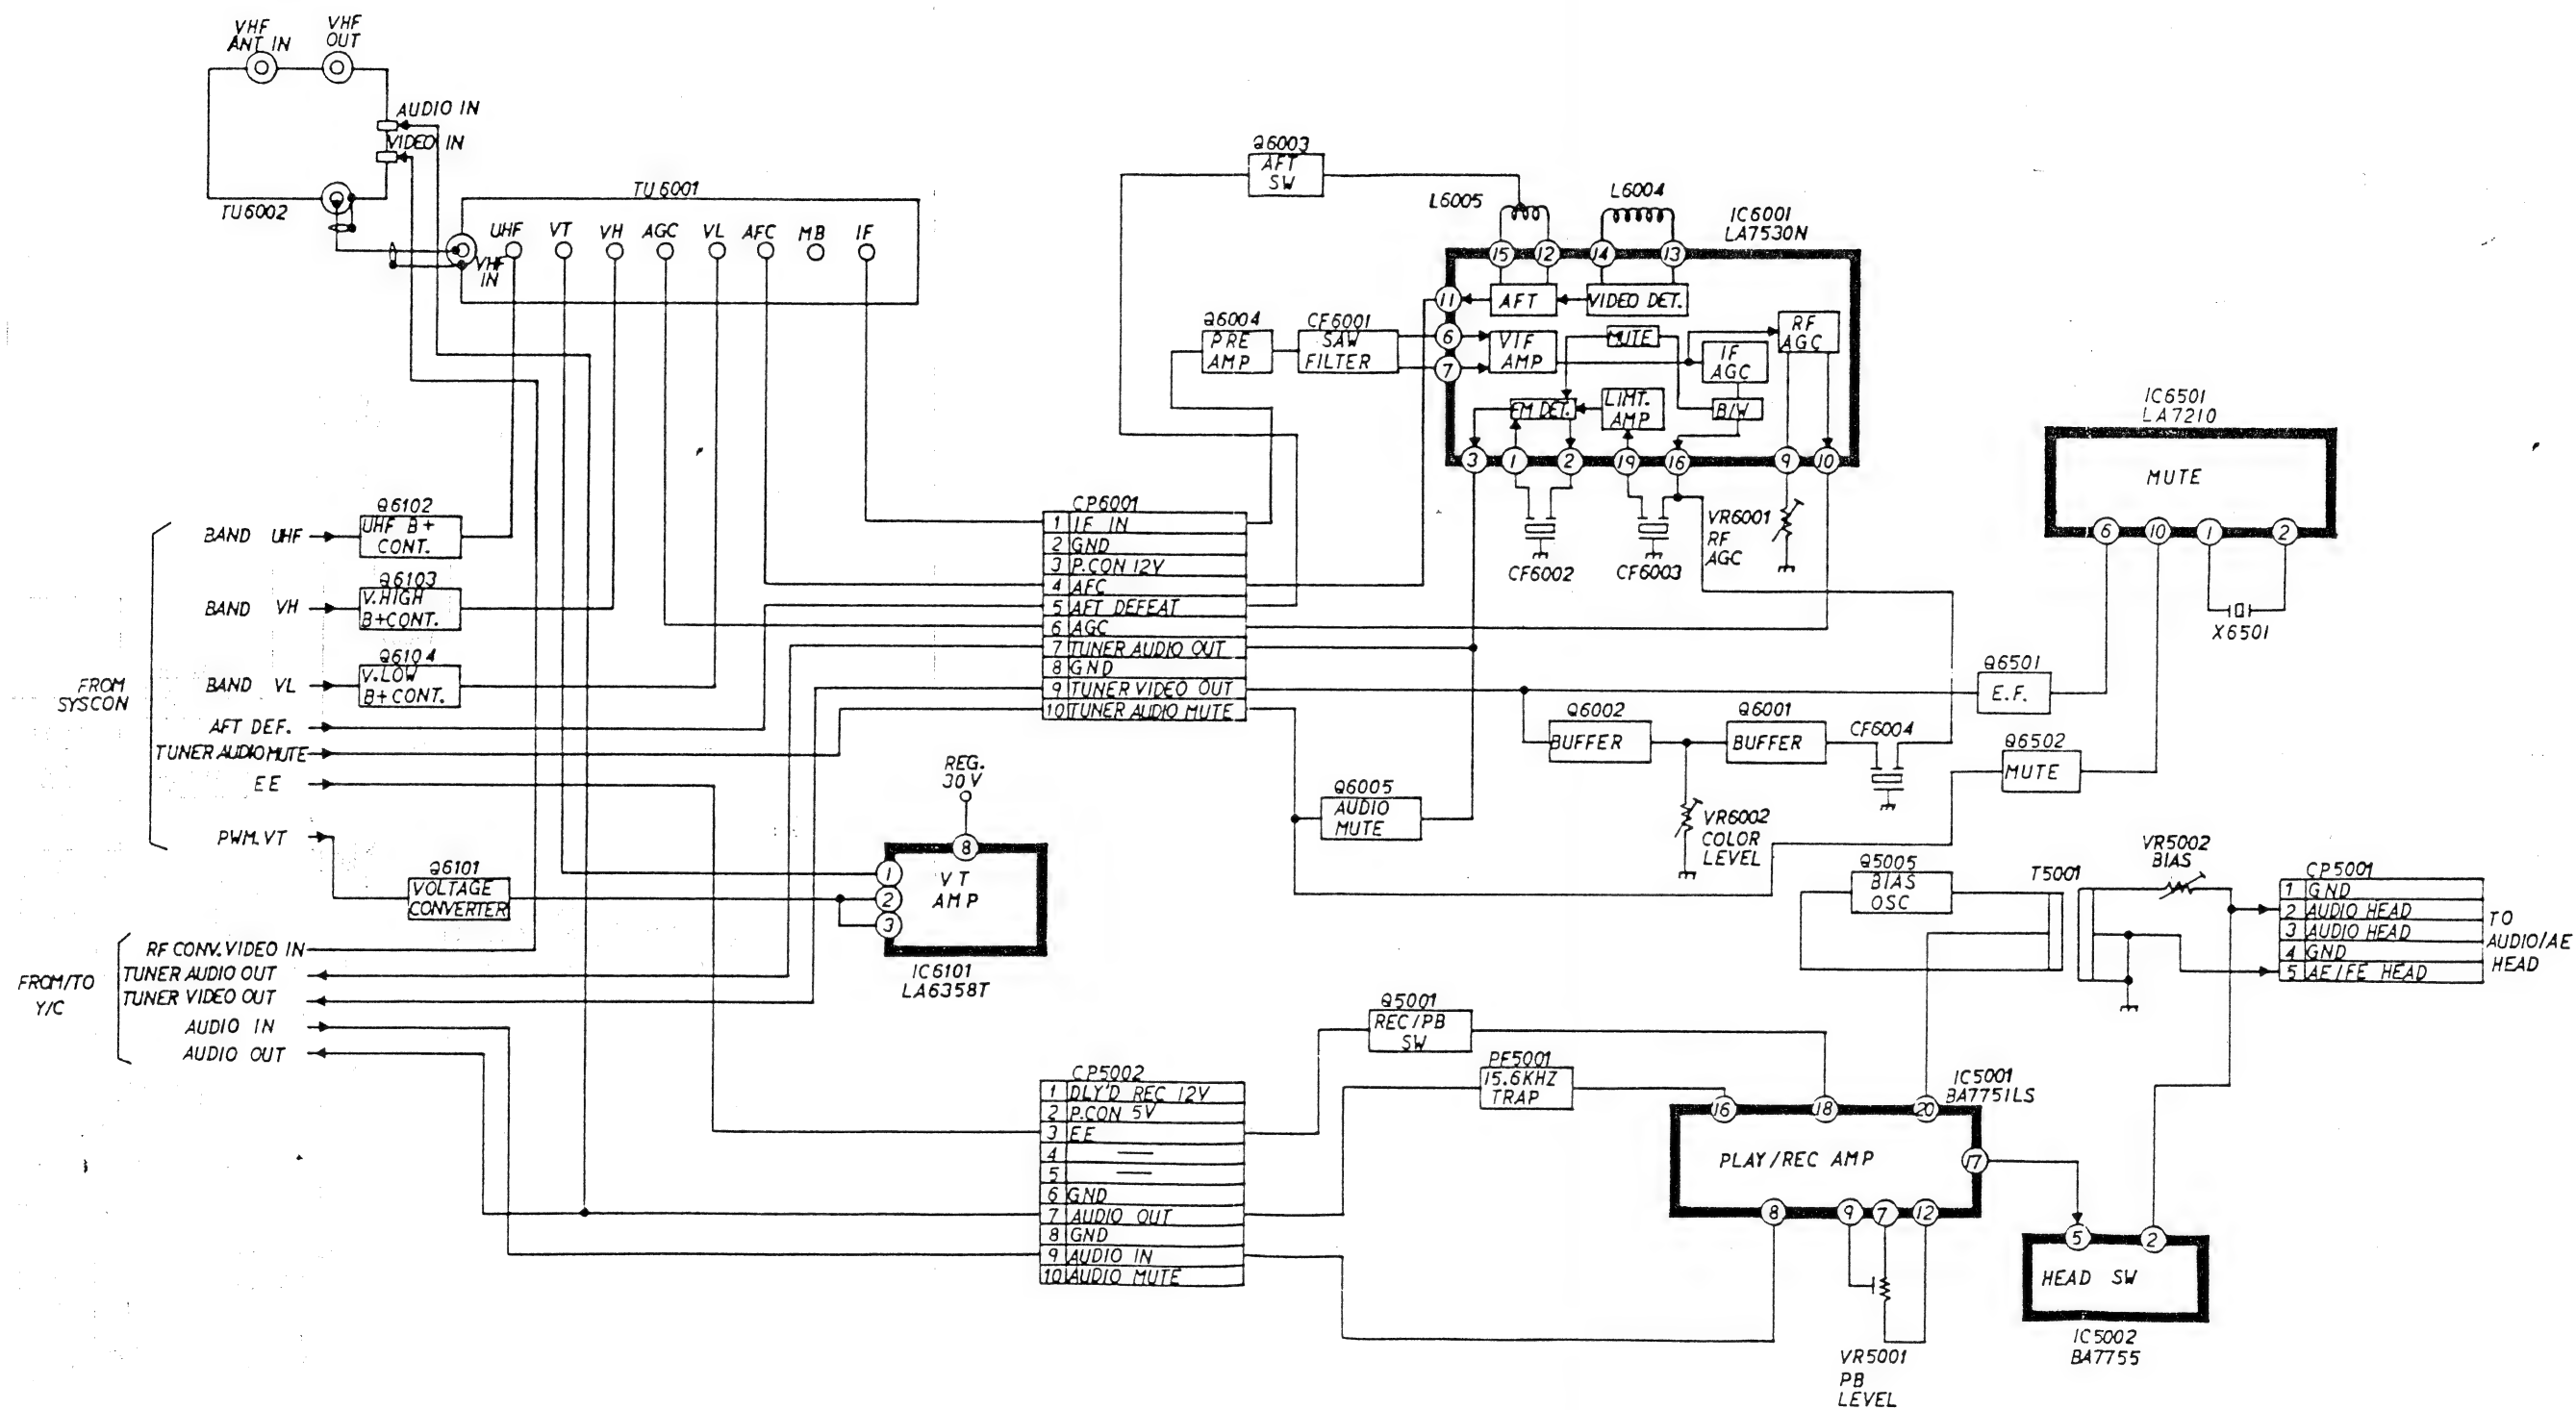 VHF
ANT IN
VHF
OUT
AUDIO IN
VIDEO IN
TU6002
TU6001
UHF
VT
VH
AGC
VL
AFC
MB
IF
VHF
IN
Q6003
AFT
SW
L6005
L6004
IC6001
LA7530N
15
12
14
13
11
AFT
VIDEO DET.
Q6004
PRE
AMP
CF6001
SAW
FILTER
6
7
VIF
AMP
MUTE
RF
AGC
IF
AGC
FM DET.
LIMT.
AMP
B/W
3
1
2
19
16
9
10
CF6002
CF6003
VR6001
RF
AGC
IC6501
LA7210
MUTE
6
10
1
2
X6501
FROM
SYSCON
BAND UHF
Q6102
UHF B+
CONT.
BAND VH
Q6103
V.HIGH
B+CONT.
BAND VL
Q6104
V.LOW
B+CONT.
AFT DEF.
TUNER AUDIO MUTE
EE
PWM.VT
Q6101
VOLTAGE
CONVERTER
CP6001
1 IF IN
2 GND
3 P.CON 12V
4 AFC
5 AFT DEFEAT
6 AGC
7 TUNER AUDIO OUT
8 GND
9 TUNER VIDEO OUT
10 TUNER AUDIO MUTE
REG.
30V
8
1
2
3
VT
AMP
IC6101
LA6358T
Q6501
E.F.
Q6002
BUFFER
Q6001
BUFFER
CF6004
Q6502
MUTE
Q6005
AUDIO
MUTE
VR6002
COLOR
LEVEL
Q5005
BIAS
OSC
T5001
VR5002
BIAS
CP5001
1 GND
2 AUDIO HEAD
3 AUDIO HEAD
4 GND
5 AE/FE HEAD
TO
AUDIO/AE
HEAD
FROM/TO
Y/C
RF CONV.VIDEO IN
TUNER AUDIO OUT
TUNER VIDEO OUT
AUDIO IN
AUDIO OUT
CP5002
1 DLY'D REC 12V
2 P.CON 5V
3 EE
4 —
5 —
6 GND
7 AUDIO OUT
8 GND
9 AUDIO IN
10 AUDIO MUTE
Q5001
REC/PB
SW
PF5001
15.6KHZ
TRAP
IC5001
BA7751LS
16
18
20
17
PLAY/REC AMP
8
9
7
12
VR5001
PB
LEVEL
5
2
HEAD SW
IC5002
BA7755